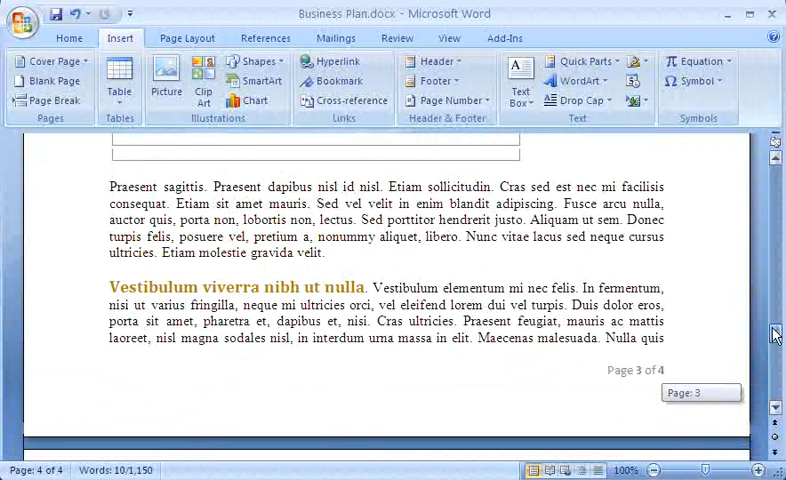 Business Plan.docx - Microsoft Word
Home Insert Page Layout References Mailings Review View Add-Ins
Cover Page
Blank Page
Page Break
Pages
Table
Tables
Picture
Clip Art
Shapes
SmartArt
Chart
Illustrations
Hyperlink
Bookmark
Cross-reference
Links
Header
Footer
Page Number
Header & Footer
A
Text Box
Quick Parts
WordArt
Drop Cap
Text
Equation
Symbol
Symbols
Praesent sagittis. Praesent dapibus nisl id nisl. Etiam sollicitudin. Cras sed est nec mi facilisis
consequat. Etiam sit amet mauris. Sed vel velit in enim blandit adipiscing. Fusce arcu nulla,
auctor quis, porta non, lobortis non, lectus. Sed porttitor hendrerit justo. Aliquam ut sem. Donec
turpis felis, posuere vel, pretium a, nonummy aliquet, libero. Nunc vitae lacus sed neque cursus
ultricies. Etiam molestie gravida velit.
Vestibulum viverra nibh ut nulla. Vestibulum elementum mi nec felis. In fermentum,
nisi ut varius fringilla, neque mi ultricies orci, vel eleifend lorem dui vel turpis. Duis dolor eros,
porta sit amet, pharetra et, dapibus et, nisi. Cras ultricies. Praesent feugiat, mauris ac mattis
laoreet, nisl magna sodales nisl, in interdum urna massa in elit. Maecenas malesuada. Nulla quis
Page 3 of 4
Page: 3
Page: 4 of 4 Words: 10/1,150 100%